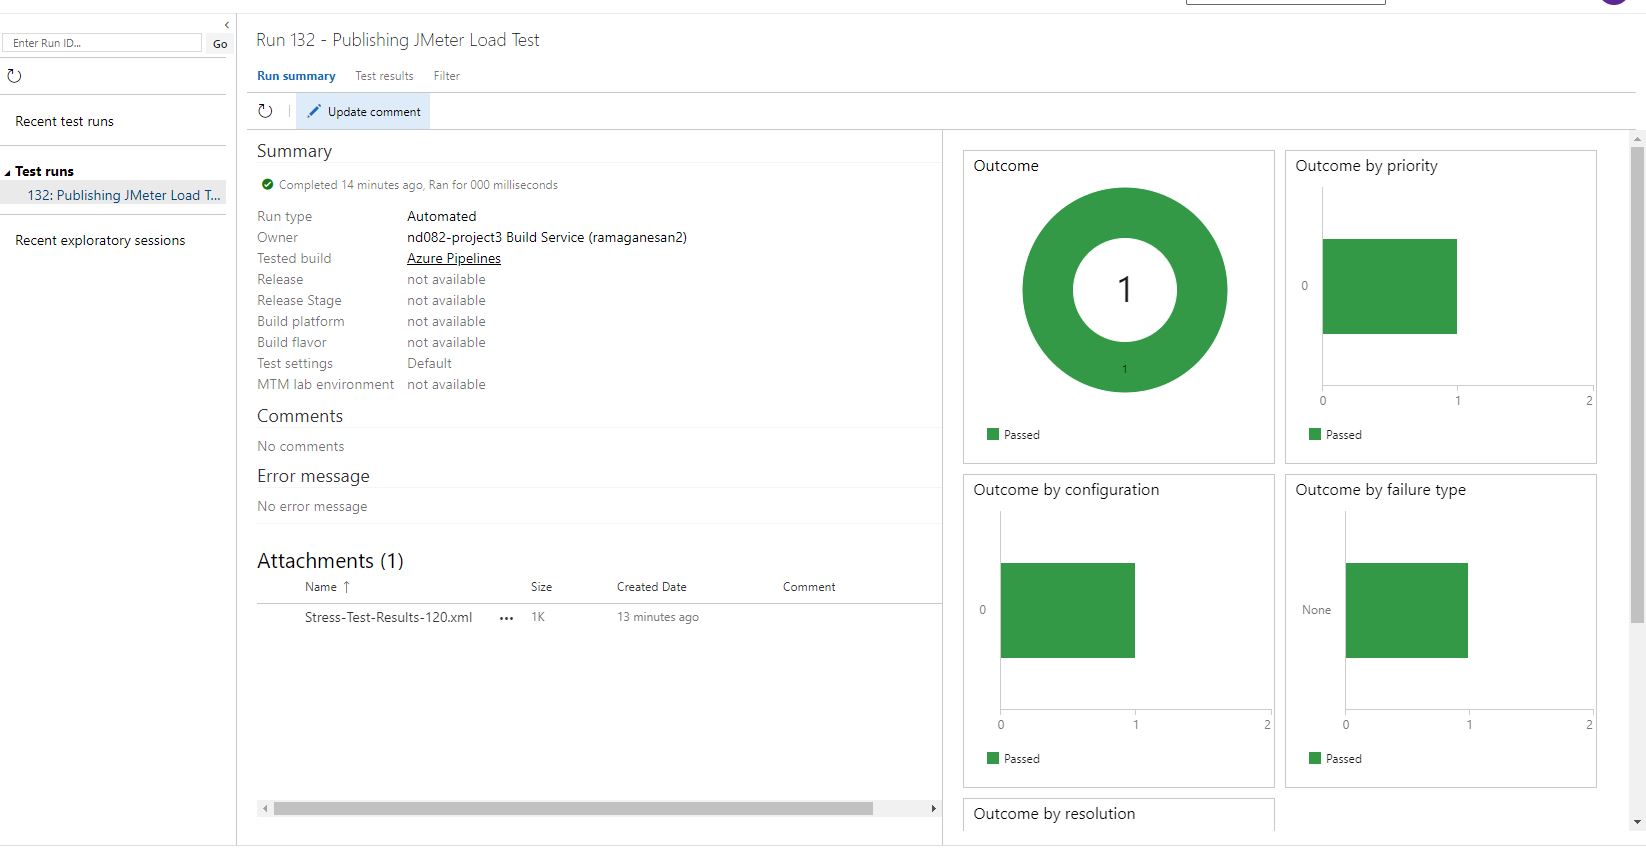 Enter Run ID...
Go
Recent test runs
Test runs
132: Publishing JMeter Load T...
Recent exploratory sessions
Run 132 - Publishing JMeter Load Test
Run summary Test results Filter
Update comment
Summary
Completed 14 minutes ago, Ran for 000 milliseconds
Run type Automated
Owner nd082-project3 Build Service (ramaganesan2)
Tested build Azure Pipelines
Release not available
Release Stage not available
Build platform not available
Build flavor not available
Test settings Default
MTM lab environment not available
Comments
No comments
Error message
No error message
Attachments (1)
Name ↑ Size Created Date Comment
Stress-Test-Results-120.xml ... 1K 13 minutes ago
Outcome
1
1
Passed
Outcome by priority
0
0 1 2
Passed
Outcome by configuration
0
0 1 2
Passed
Outcome by failure type
None
0 1 2
Passed
Outcome by resolution